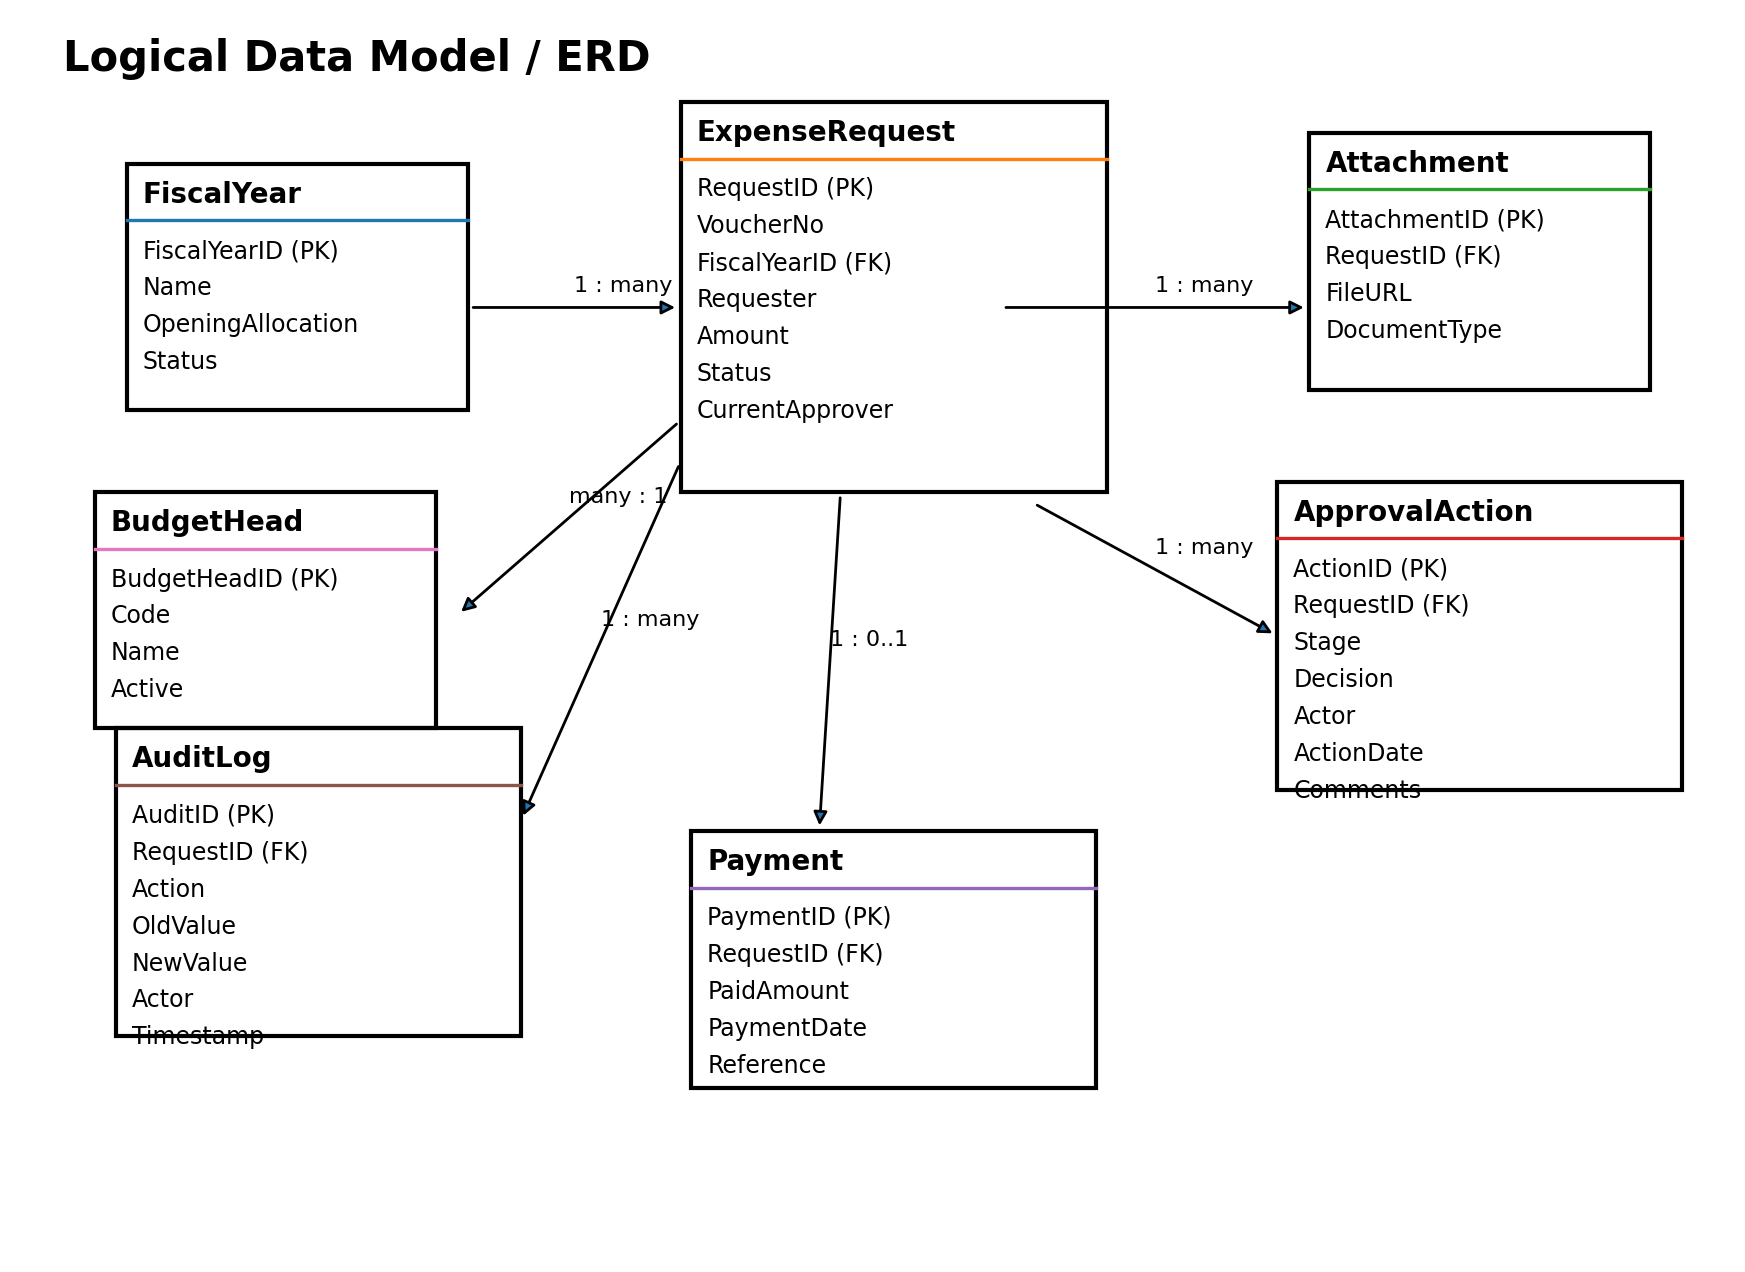 Logical Data Model / ERD
FiscalYear
FiscalYearID (PK)
Name
OpeningAllocation
Status
1 : many
ExpenseRequest
RequestID (PK)
VoucherNo
FiscalYearID (FK)
Requester
Amount
Status
CurrentApprover
1 : many
Attachment
AttachmentID (PK)
RequestID (FK)
FileURL
DocumentType
many : 1
BudgetHead
BudgetHeadID (PK)
Code
Name
Active
1 : many
AuditLog
AuditID (PK)
RequestID (FK)
Action
OldValue
NewValue
Actor
Timestamp
1 : 0..1
Payment
PaymentID (PK)
RequestID (FK)
PaidAmount
PaymentDate
Reference
1 : many
ApprovalAction
ActionID (PK)
RequestID (FK)
Stage
Decision
Actor
ActionDate
Comments